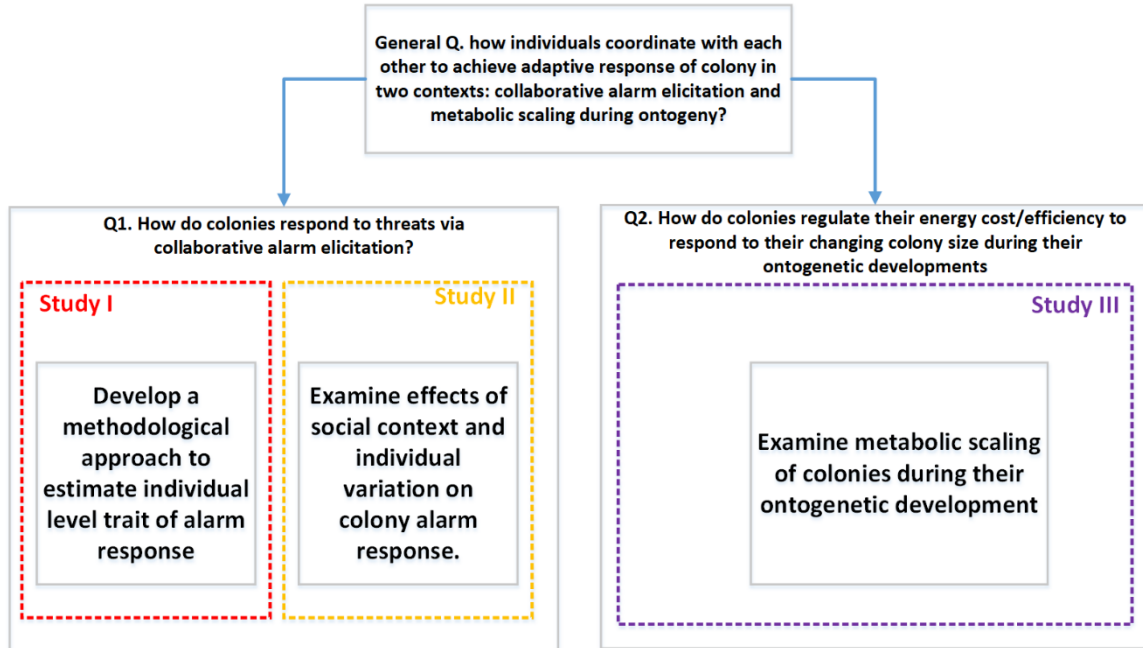 General Q. how individuals coordinate with each
other to achieve adaptive response of colony in
two contexts: collaborative alarm elicitation and
metabolic scaling during ontogeny?
Q1. How do colonies respond to threats via
collaborative alarm elicitation?
Study I
Develop a
methodological
approach to
estimate individual
level trait of alarm
response
Study II
Examine effects of
social context and
individual
variation on
colony alarm
response.
Q2. How do colonies regulate their energy cost/efficiency to
respond to their changing colony size during their
ontogenetic developments
Study III
Examine metabolic scaling
of colonies during their
ontogenetic development